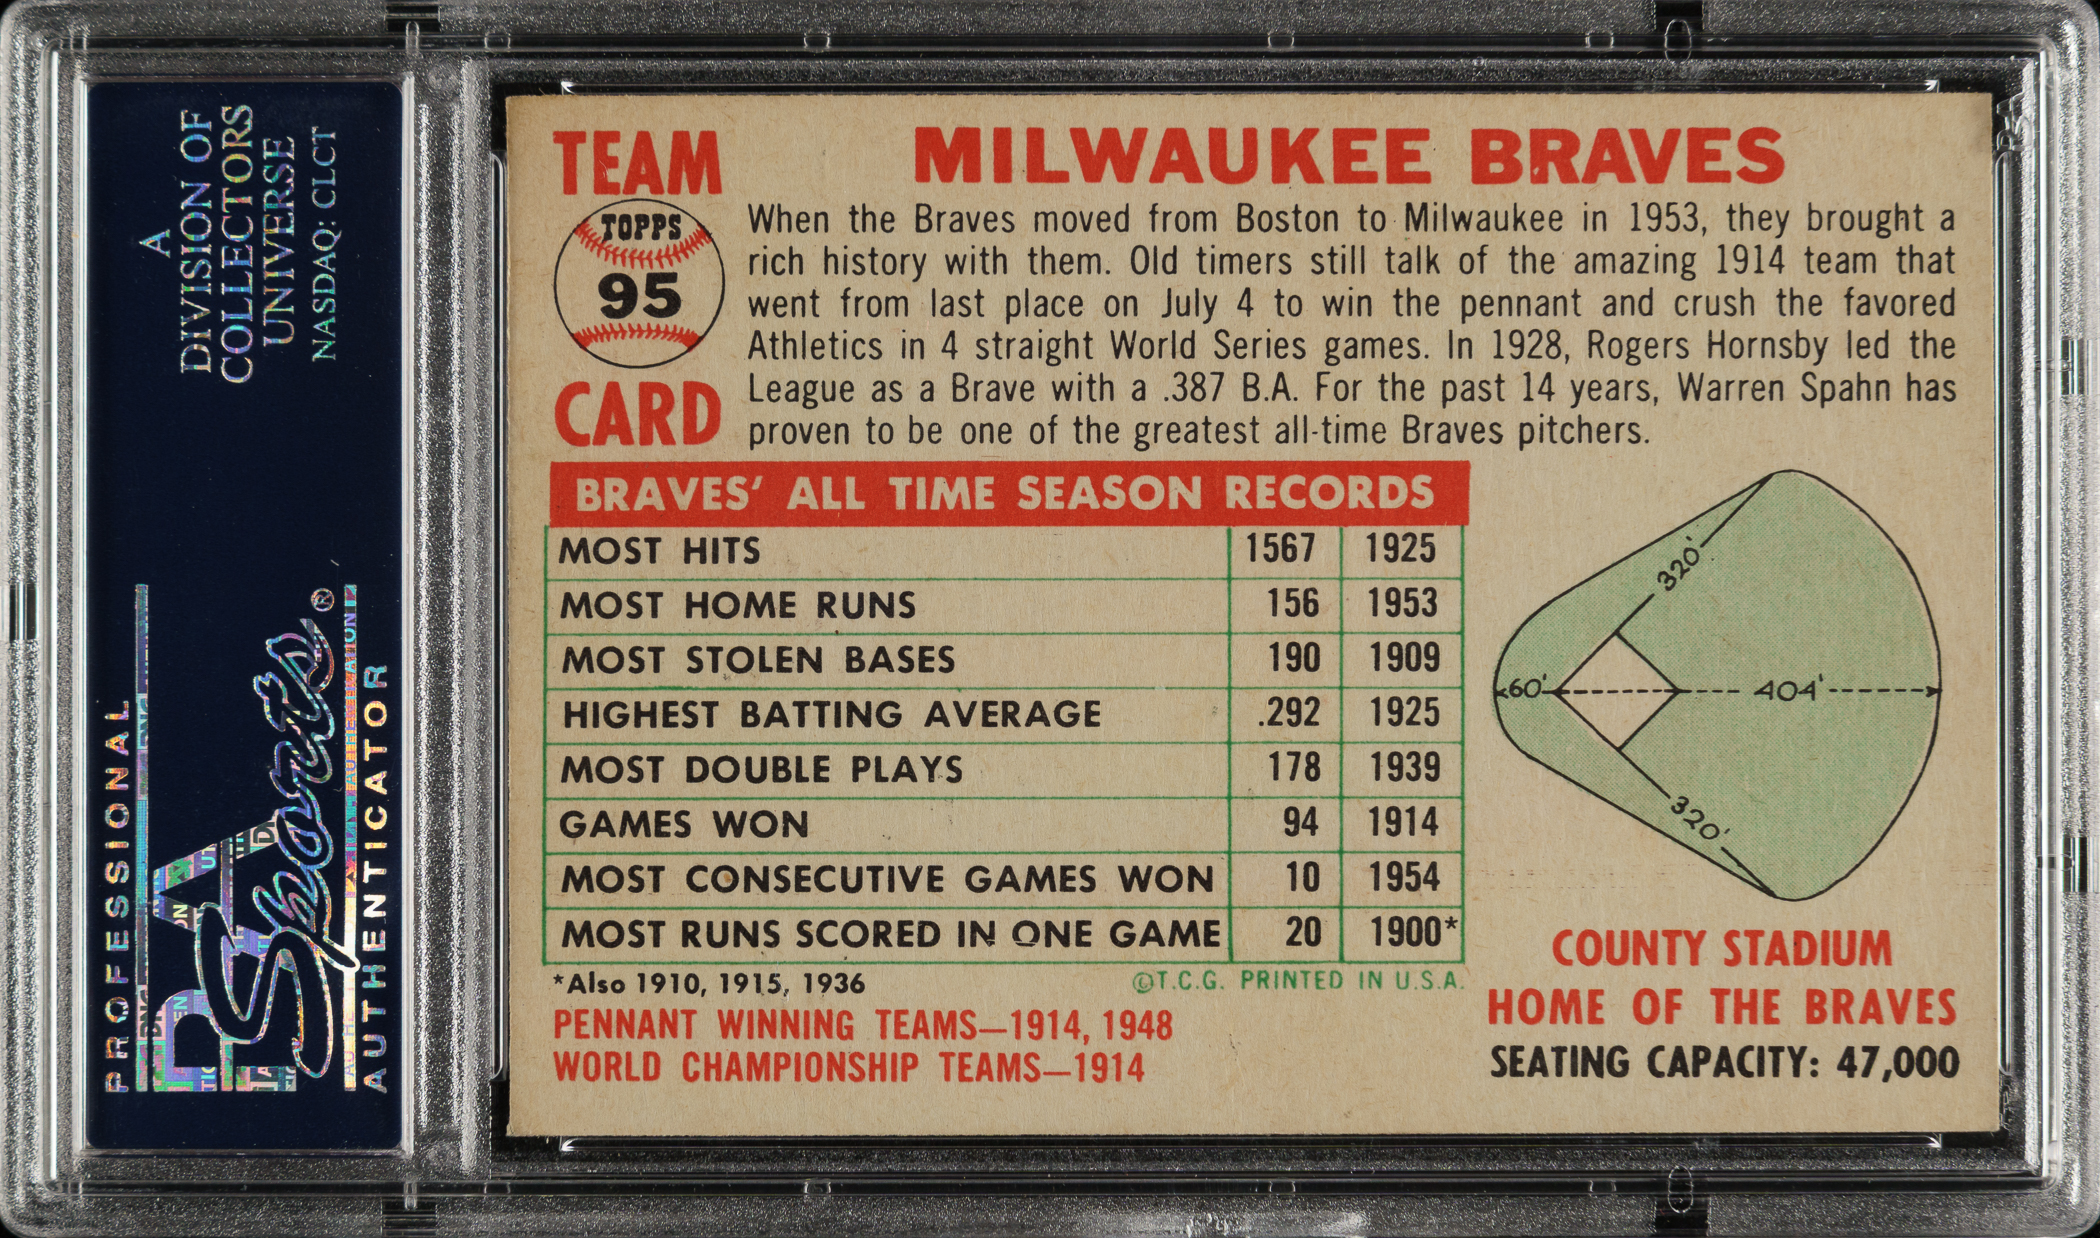 A
DIVISION OF
COLLECTORS
UNIVERSE
NASDAQ: CLCT
PROFESSIONAL
PSA
Sports ®
AUTHENTICATOR
TEAM
TOPPS
95
CARD
MILWAUKEE BRAVES
When the Braves moved from Boston to Milwaukee in 1953, they brought a
rich history with them. Old timers still talk of the amazing 1914 team that
went from last place on July 4 to win the pennant and crush the favored
Athletics in 4 straight World Series games. In 1928, Rogers Hornsby led the
League as a Brave with a .387 B.A. For the past 14 years, Warren Spahn has
proven to be one of the greatest all-time Braves pitchers.
BRAVES' ALL TIME SEASON RECORDS
MOST HITS 1567 1925
MOST HOME RUNS 156 1953
MOST STOLEN BASES 190 1909
HIGHEST BATTING AVERAGE .292 1925
MOST DOUBLE PLAYS 178 1939
GAMES WON 94 1914
MOST CONSECUTIVE GAMES WON 10 1954
MOST RUNS SCORED IN ONE GAME 20 1900*
*Also 1910, 1915, 1936
©T.C.G. PRINTED IN U.S.A.
PENNANT WINNING TEAMS—1914, 1948
WORLD CHAMPIONSHIP TEAMS—1914
320'
60'
404'
320'
COUNTY STADIUM
HOME OF THE BRAVES
SEATING CAPACITY: 47,000